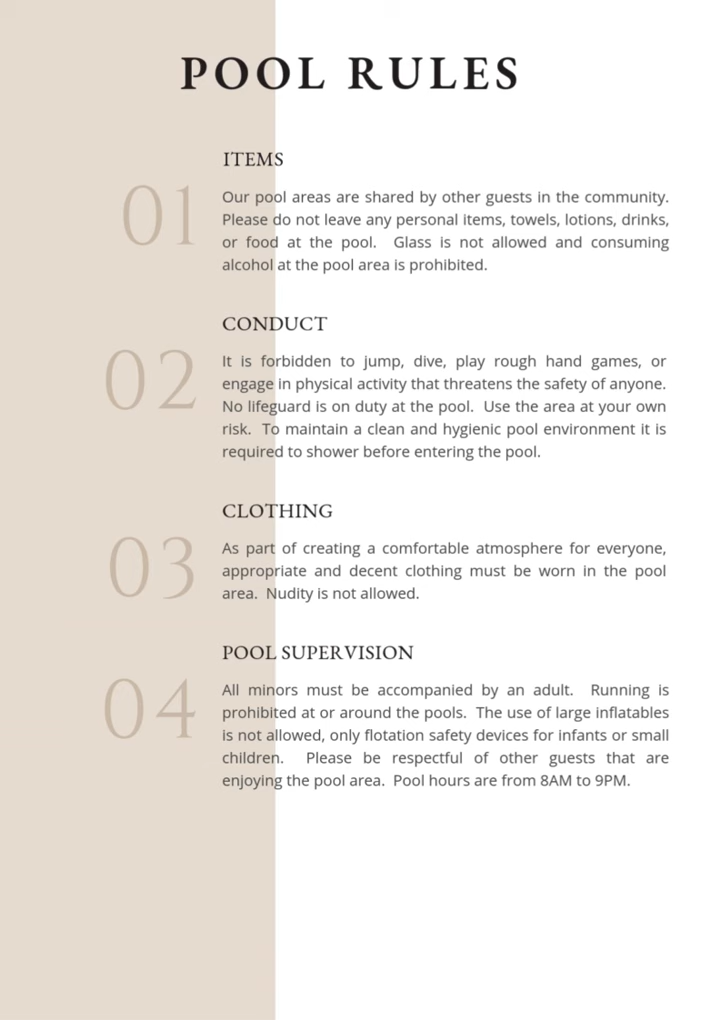 POOL RULES
ITEMS
01
Our pool areas are shared by other guests in the community.
Please do not leave any personal items, towels, lotions, drinks,
or food at the pool. Glass is not allowed and consuming
alcohol at the pool area is prohibited.
CONDUCT
02
It is forbidden to jump, dive, play rough hand games, or
engage in physical activity that threatens the safety of anyone.
No lifeguard is on duty at the pool. Use the area at your own
risk. To maintain a clean and hygienic pool environment it is
required to shower before entering the pool.
CLOTHING
03
As part of creating a comfortable atmosphere for everyone,
appropriate and decent clothing must be worn in the pool
area. Nudity is not allowed.
POOL SUPERVISION
04
All minors must be accompanied by an adult. Running is
prohibited at or around the pools. The use of large inflatables
is not allowed, only flotation safety devices for infants or small
children. Please be respectful of other guests that are
enjoying the pool area. Pool hours are from 8AM to 9PM.